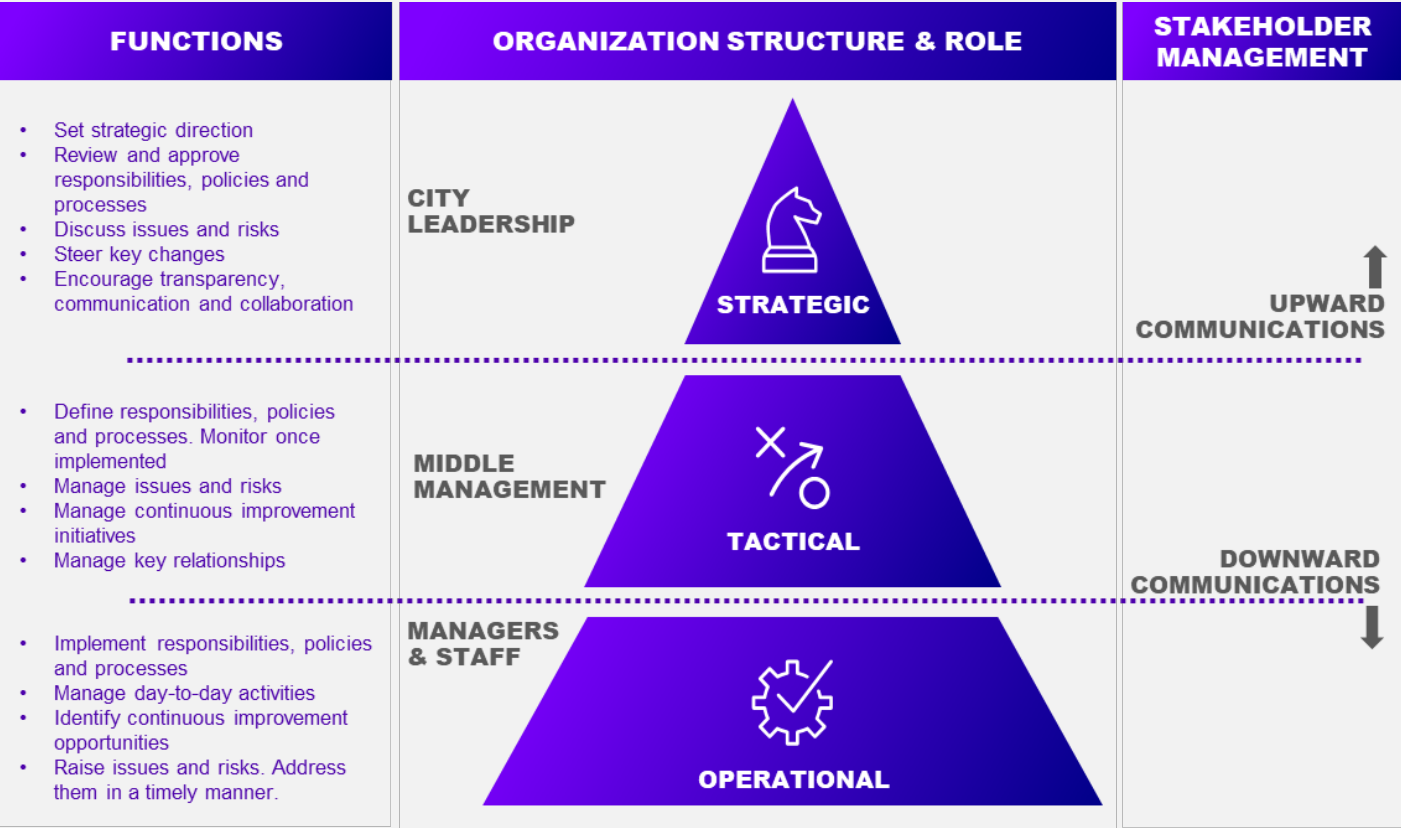 FUNCTIONS
ORGANIZATION STRUCTURE & ROLE
STAKEHOLDER
MANAGEMENT
• Set strategic direction
• Review and approve
responsibilities, policies and
processes
• Discuss issues and risks
• Steer key changes
• Encourage transparency,
communication and collaboration
CITY
LEADERSHIP
STRATEGIC
UPWARD
COMMUNICATIONS
• Define responsibilities, policies
and processes. Monitor once
implemented
• Manage issues and risks
• Manage continuous improvement
initiatives
• Manage key relationships
MIDDLE
MANAGEMENT
TACTICAL
DOWNWARD
COMMUNICATIONS
• Implement responsibilities, policies
and processes
• Manage day-to-day activities
• Identify continuous improvement
opportunities
• Raise issues and risks. Address
them in a timely manner.
MANAGERS
& STAFF
OPERATIONAL